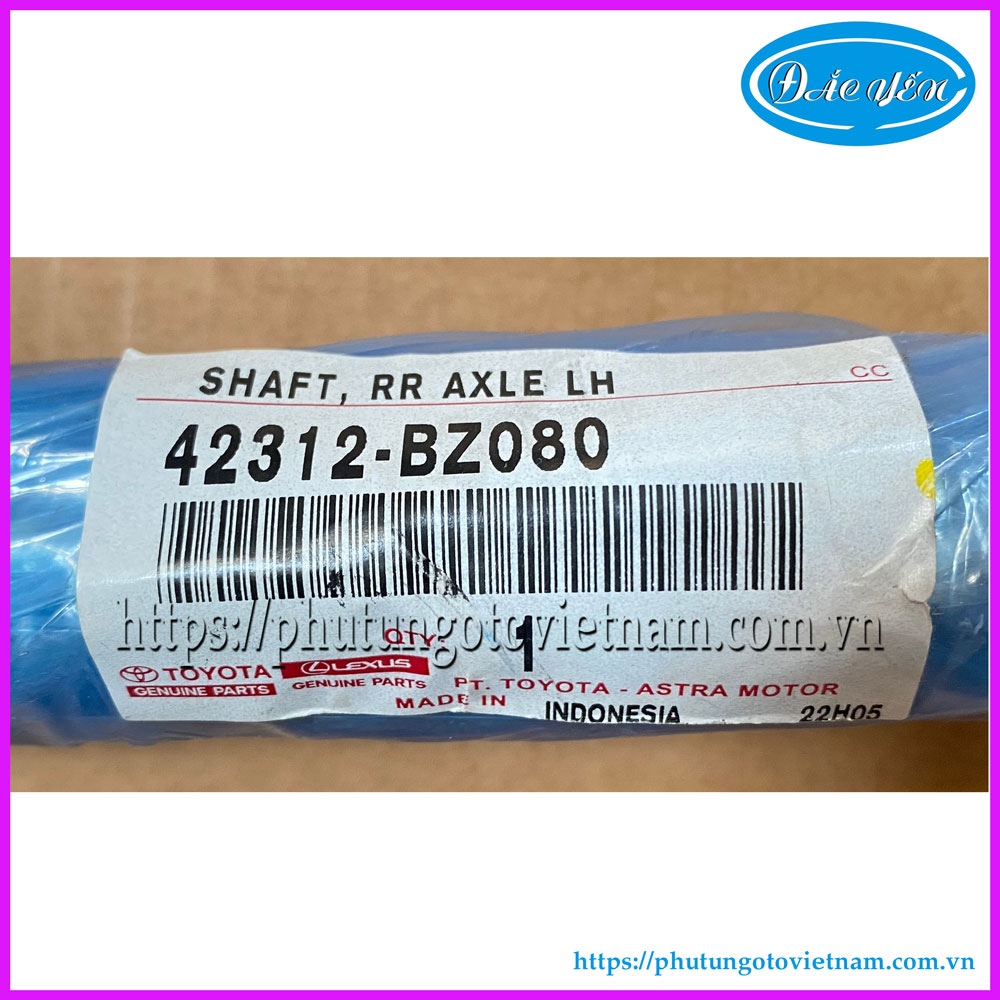 ĐẮC YẾN
SHAFT, RR AXLE LH
CC
42312-BZ080
https://phutungotovietnam.com.vn
QTY. 1
TOYOTA LEXUS
GENUINE PARTS GENUINE PARTS PT. TOYOTA - ASTRA MOTOR
MADE IN INDONESIA 22H05
https://phutungotovietnam.com.vn